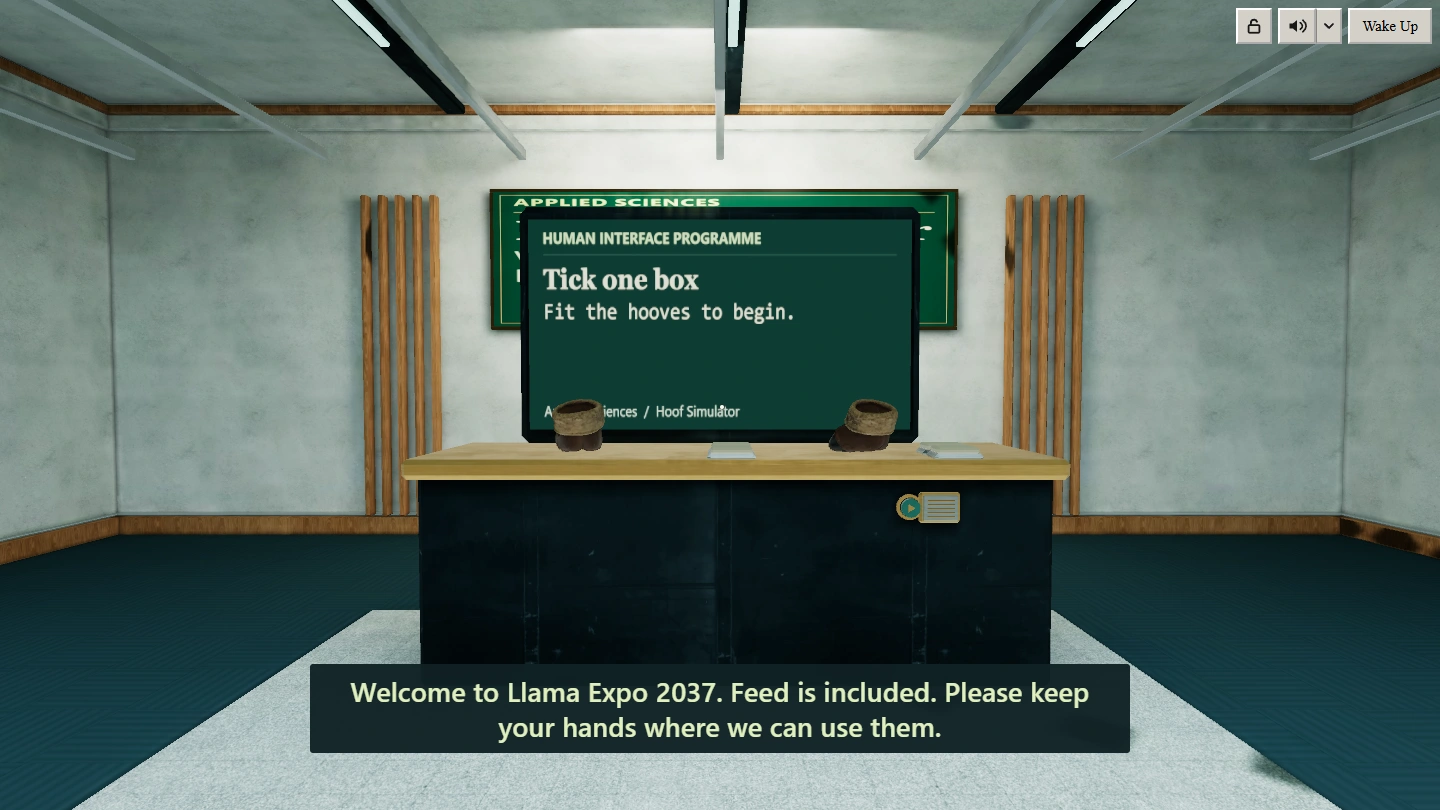 Wake Up
APPLIED SCIENCES
HUMAN INTERFACE PROGRAMME
Tick one box
Fit the hooves to begin.
/ Hoof Simulator
Welcome to Llama Expo 2037. Feed is included. Please keep
your hands where we can use them.